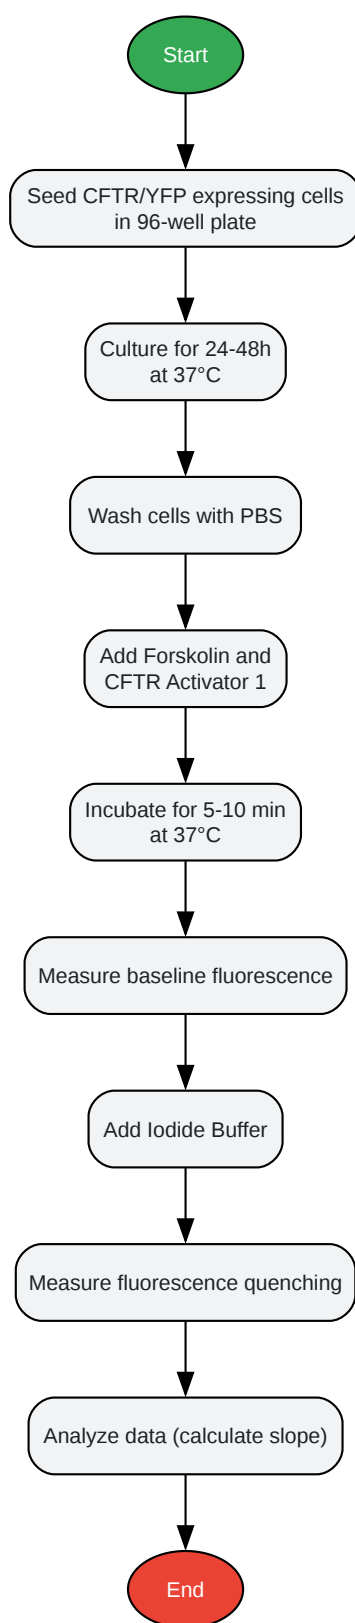 Start
Seed CFTR/YFP expressing cells
in 96-well plate
Culture for 24-48h
at 37°C
Wash cells with PBS
Add Forskolin and
CFTR Activator 1
Incubate for 5-10 min
at 37°C
Measure baseline fluorescence
Add Iodide Buffer
Measure fluorescence quenching
Analyze data (calculate slope)
End